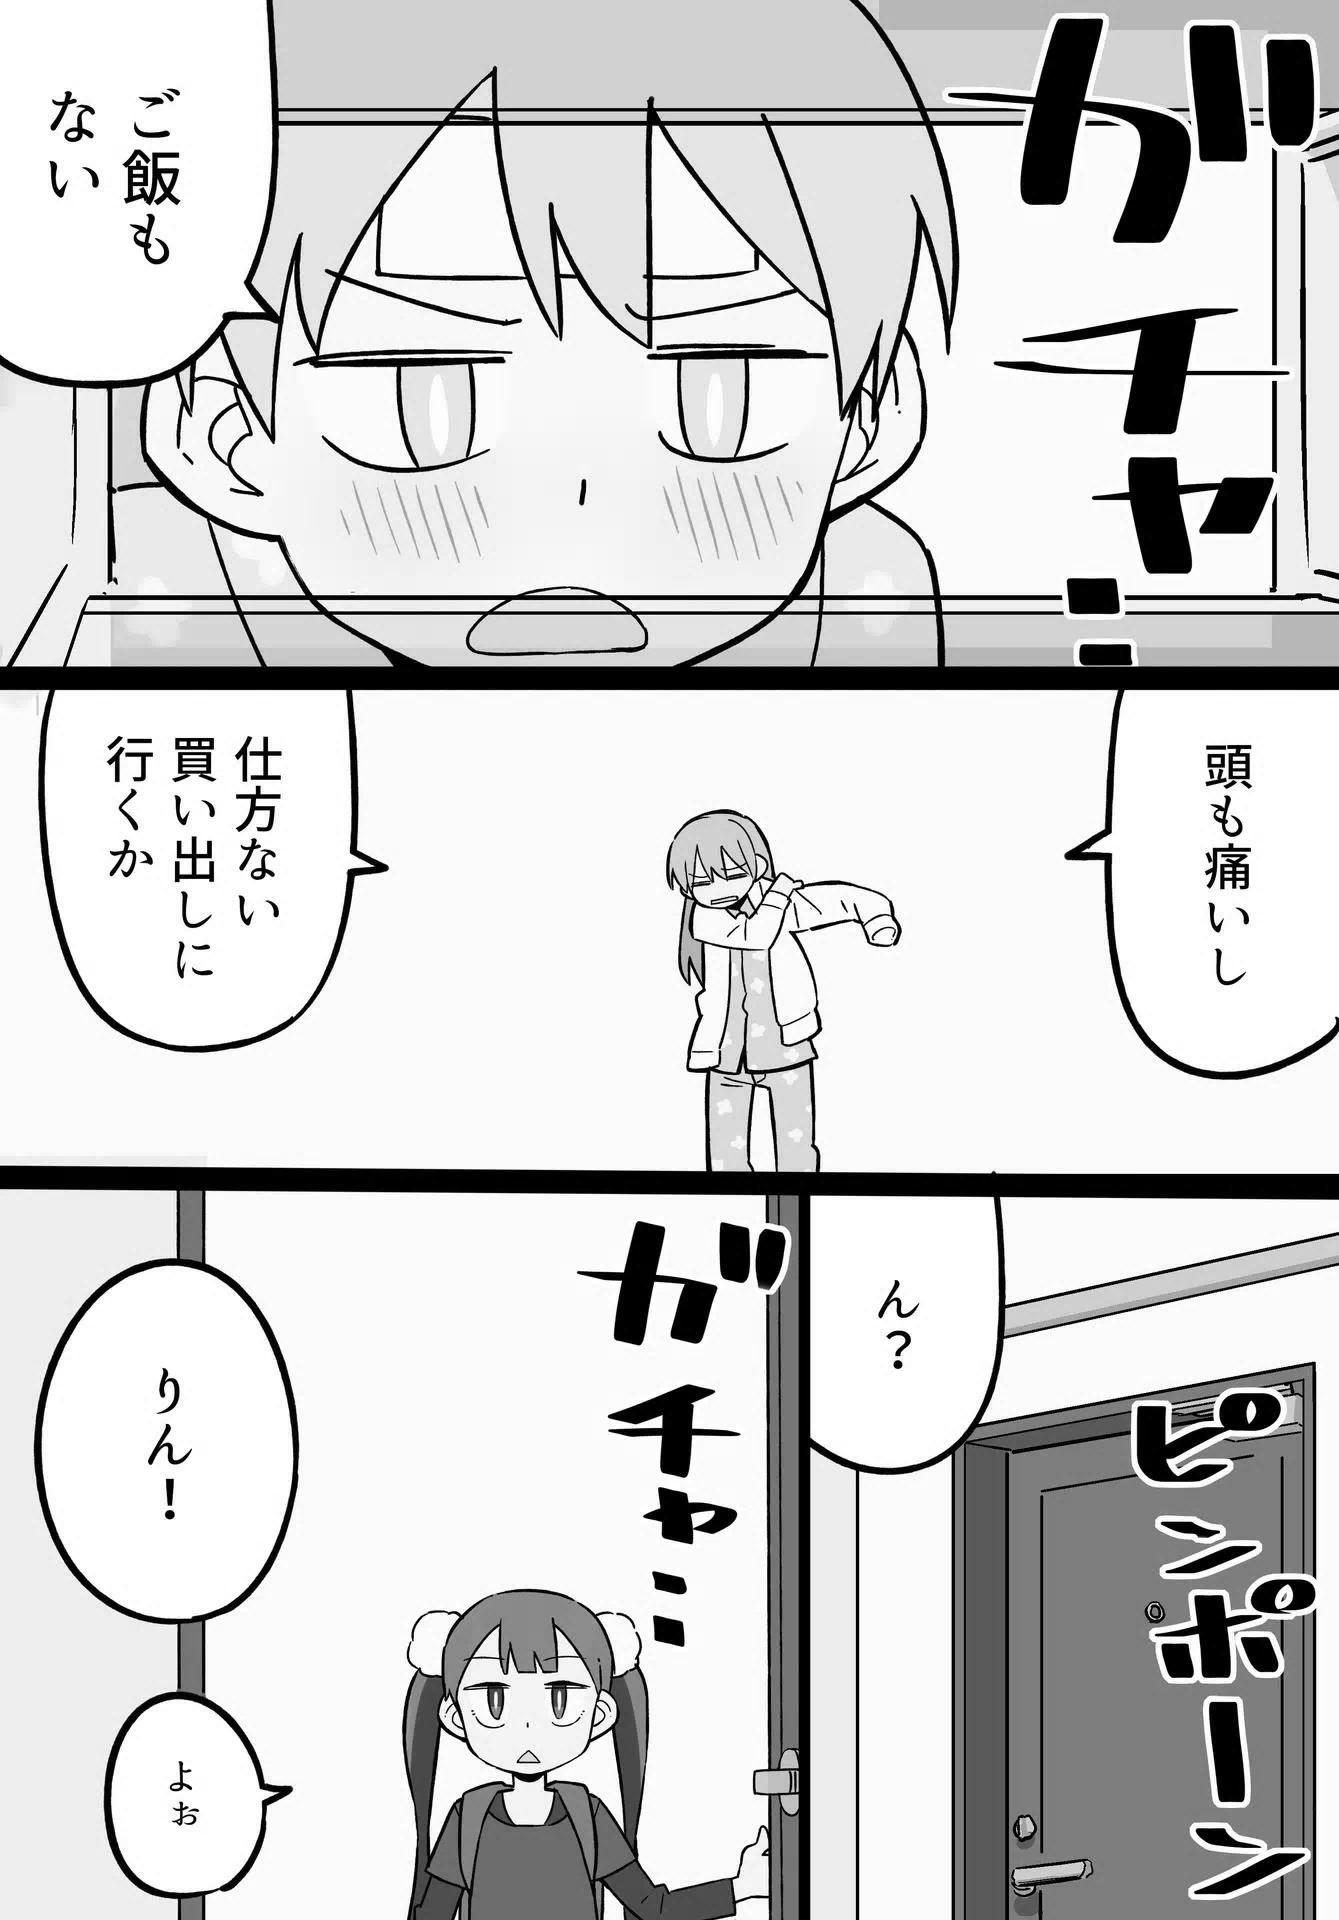 ガチャ…
ご飯も
ない
頭も痛いし
仕方ない
買い出しに
行くか
ん?
ピンポーン
ガチャ…
りん!
よぉ